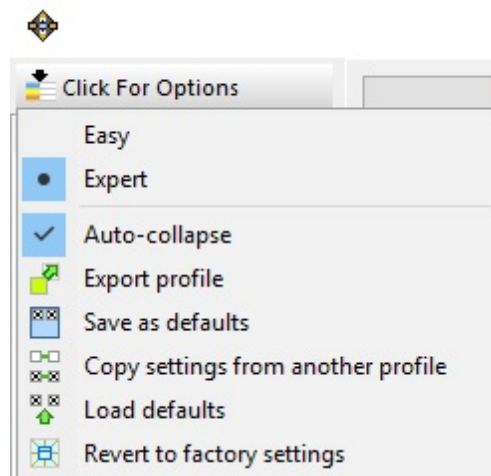 Click For Options
Easy
Expert
Auto-collapse
Export profile
Save as defaults
Copy settings from another profile
Load defaults
Revert to factory settings